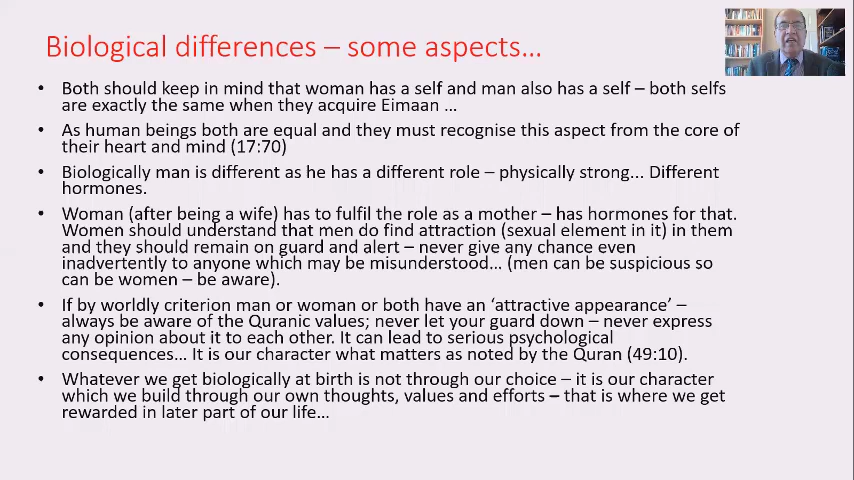 Biological differences – some aspects...
• Both should keep in mind that woman has a self and man also has a self – both selfs
are exactly the same when they acquire Eimaan ...
• As human beings both are equal and they must recognise this aspect from the core of
their heart and mind (17:70)
• Biologically man is different as he has a different role – physically strong... Different
hormones.
• Woman (after being a wife) has to fulfil the role as a mother – has hormones for that.
Women should understand that men do find attraction (sexual element in it) in them
and they should remain on guard and alert – never give any chance even
inadvertently to anyone which may be misunderstood... (men can be suspicious so
can be women – be aware).
• If by worldly criterion man or woman or both have an ‘attractive appearance’ –
always be aware of the Quranic values; never let your guard down – never express
any opinion about it to each other. It can lead to serious psychological
consequences... It is our character what matters as noted by the Quran (49:10).
• Whatever we get biologically at birth is not through our choice – it is our character
which we build through our own thoughts, values and efforts – that is where we get
rewarded in later part of our life...